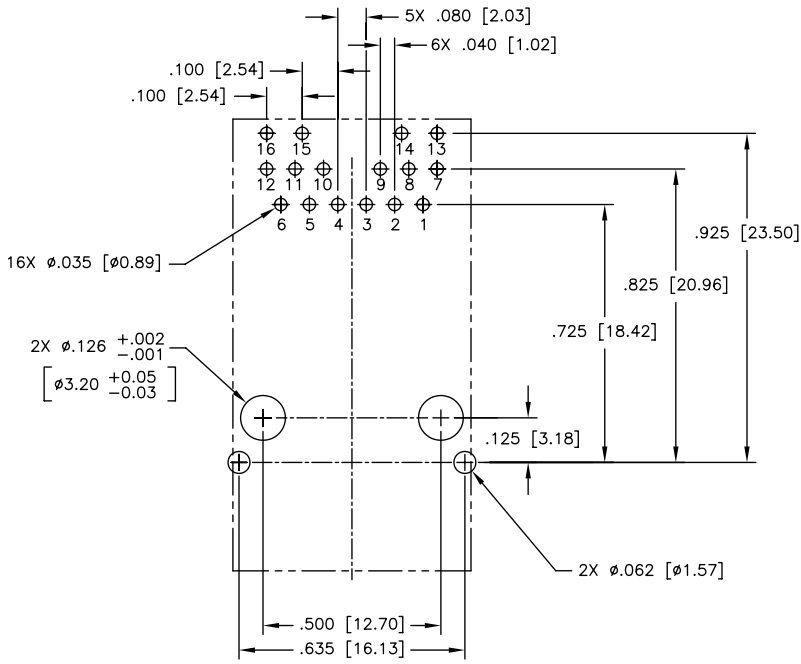 5X .080 [2.03]
6X .040 [1.02]
.100 [2.54]
.100 [2.54]
16 15 14 13
12 11 10 9 8 7
6 5 4 3 2 1
.925 [23.50]
16X ø.035 [ø0.89]
.825 [20.96]
.725 [18.42]
2X ø.126 +.002
-.001
[ø3.20 +0.05
-0.03]
.125 [3.18]
2X ø.062 [ø1.57]
.500 [12.70]
.635 [16.13]